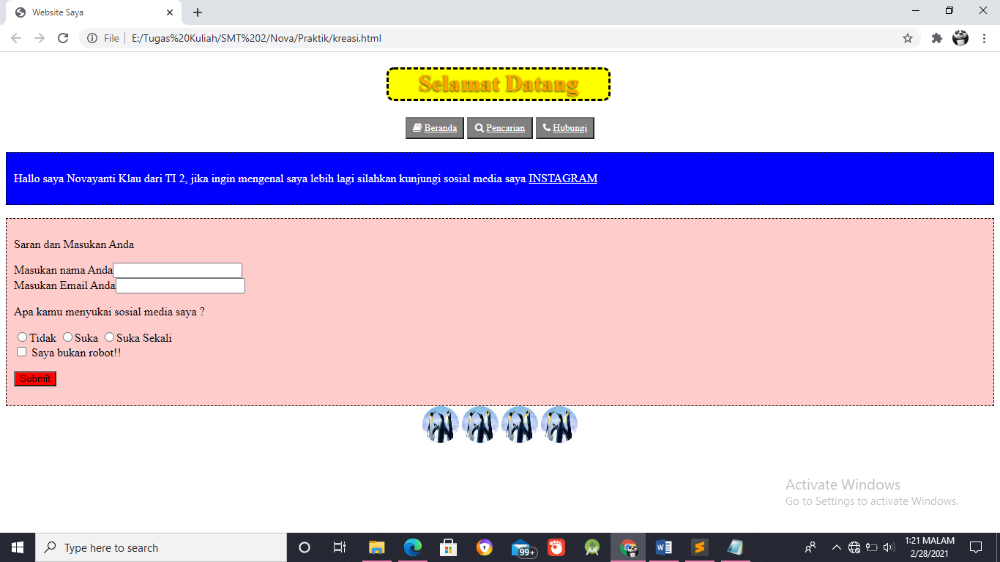 Website Saya
File E:/Tugas%20Kuliah/SMT%202/Nova/Praktik/kreasi.html
Selamat Datang
Beranda Pencarian Hubungi
Hallo saya Novayanti Klau dari TI 2, jika ingin mengenal saya lebih lagi silahkan kunjungi sosial media saya INSTAGRAM
Saran dan Masukan Anda
Masukan nama Anda
Masukan Email Anda
Apa kamu menyukai sosial media saya ?
Tidak Suka Suka Sekali
Saya bukan robot!!
Submit
Activate Windows
Go to Settings to activate Windows.
Type here to search
99+
1:21 MALAM
2/28/2021